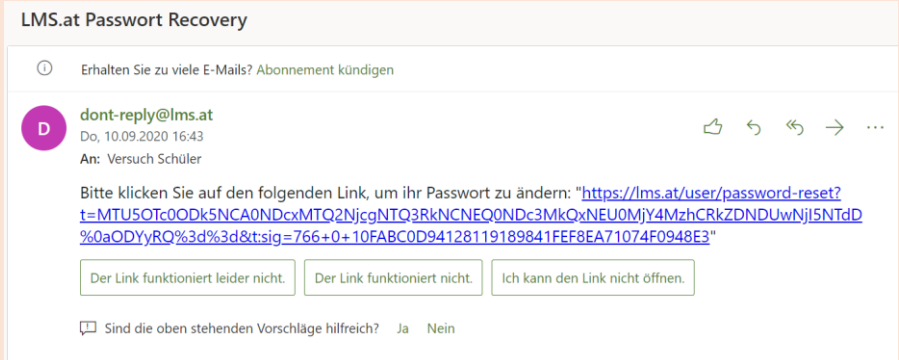 LMS.at Passwort Recovery
Erhalten Sie zu viele E-Mails? Abonnement kündigen
D
dont-reply@lms.at
Do, 10.09.2020 16:43
An: Versuch Schüler
Bitte klicken Sie auf den folgenden Link, um ihr Passwort zu ändern: "https://lms.at/user/password-reset?
t=MTU5OTc0ODk5NCA0NDcxMTQ2NjcgNTQ3RkNCNEQ0NDc3MkQxNEU0MjY4MzhCRkZDNDUwNjI5NTdD
%0aODYyRQ%3d%3d&t:sig=766+0+10FABC0D94128119189841FEF8EA71074F0948E3"
Der Link funktioniert leider nicht. Der Link funktioniert nicht. Ich kann den Link nicht öffnen.
Sind die oben stehenden Vorschläge hilfreich? Ja Nein